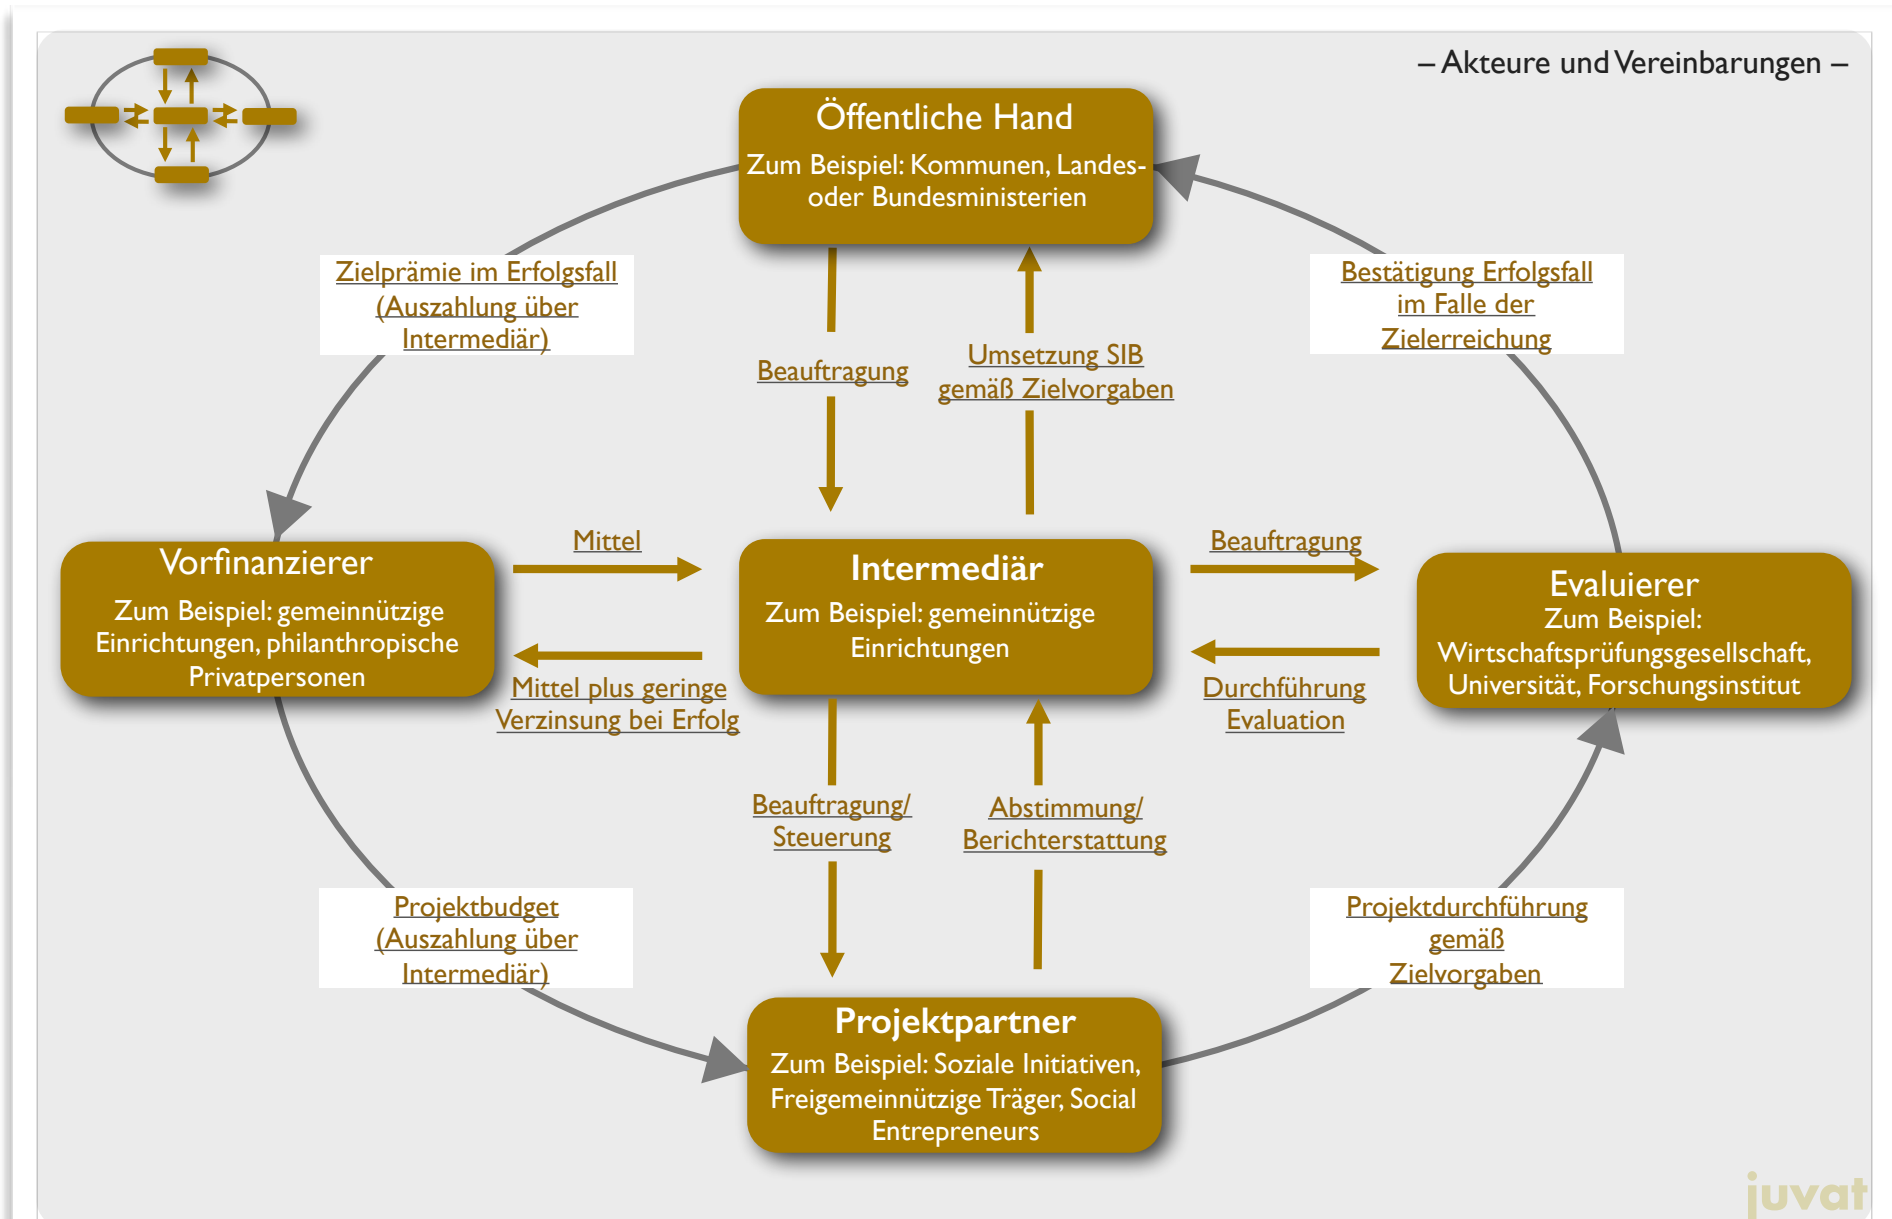 – Akteure und Vereinbarungen –
Öffentliche Hand
Zum Beispiel: Kommunen, Landes-
oder Bundesministerien
Zielprämie im Erfolgsfall
(Auszahlung über
Intermediär)
Bestätigung Erfolgsfall
im Falle der
Zielerreichung
Beauftragung
Umsetzung SIB
gemäß Zielvorgaben
Vorfinanzierer
Zum Beispiel: gemeinnützige
Einrichtungen, philanthropische
Privatpersonen
Mittel
Mittel plus geringe
Verzinsung bei Erfolg
Intermediär
Zum Beispiel: gemeinnützige
Einrichtungen
Beauftragung
Durchführung
Evaluation
Evaluierer
Zum Beispiel:
Wirtschaftsprüfungsgesellschaft,
Universität, Forschungsinstitut
Beauftragung/
Steuerung
Abstimmung/
Berichterstattung
Projektbudget
(Auszahlung über
Intermediär)
Projektdurchführung
gemäß
Zielvorgaben
Projektpartner
Zum Beispiel: Soziale Initiativen,
Freigemeinnützige Träger, Social
Entrepreneurs
juvat